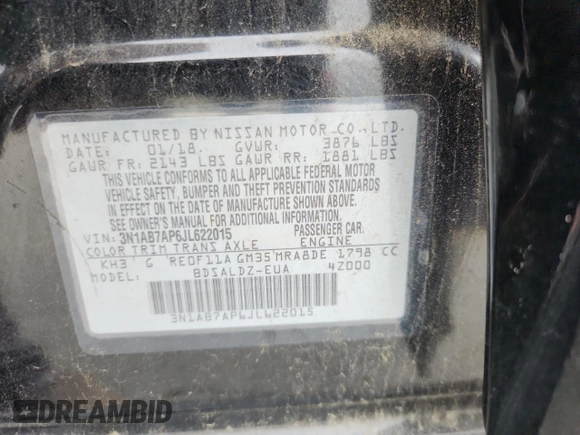 MANUFACTURED BY NISSAN MOTOR CO., LTD.
DATE: 01/18. GVWR: 3876 LBS
GAWR FR: 2143 LBS GAWR RR: 1881 LBS
THIS VEHICLE CONFORMS TO ALL APPLICABLE FEDERAL MOTOR
VEHICLE SAFETY, BUMPER AND THEFT PREVENTION STANDARDS
IN EFFECT ON THE DATE OF MANUFACTURE SHOWN ABOVE.
SEE OWNER'S MANUAL FOR ADDITIONAL INFORMATION.
VIN: 3N1AB7AP6JL622015 PASSENGER CAR.
COLOR TRIM TRANS AXLE ENGINE
KH3 G RE0F11A GM35 MRA8DE 1798 CC
MODEL: BDSALDZ-EUA 42000
3N1AB7AP6JL622015
DREAMBID